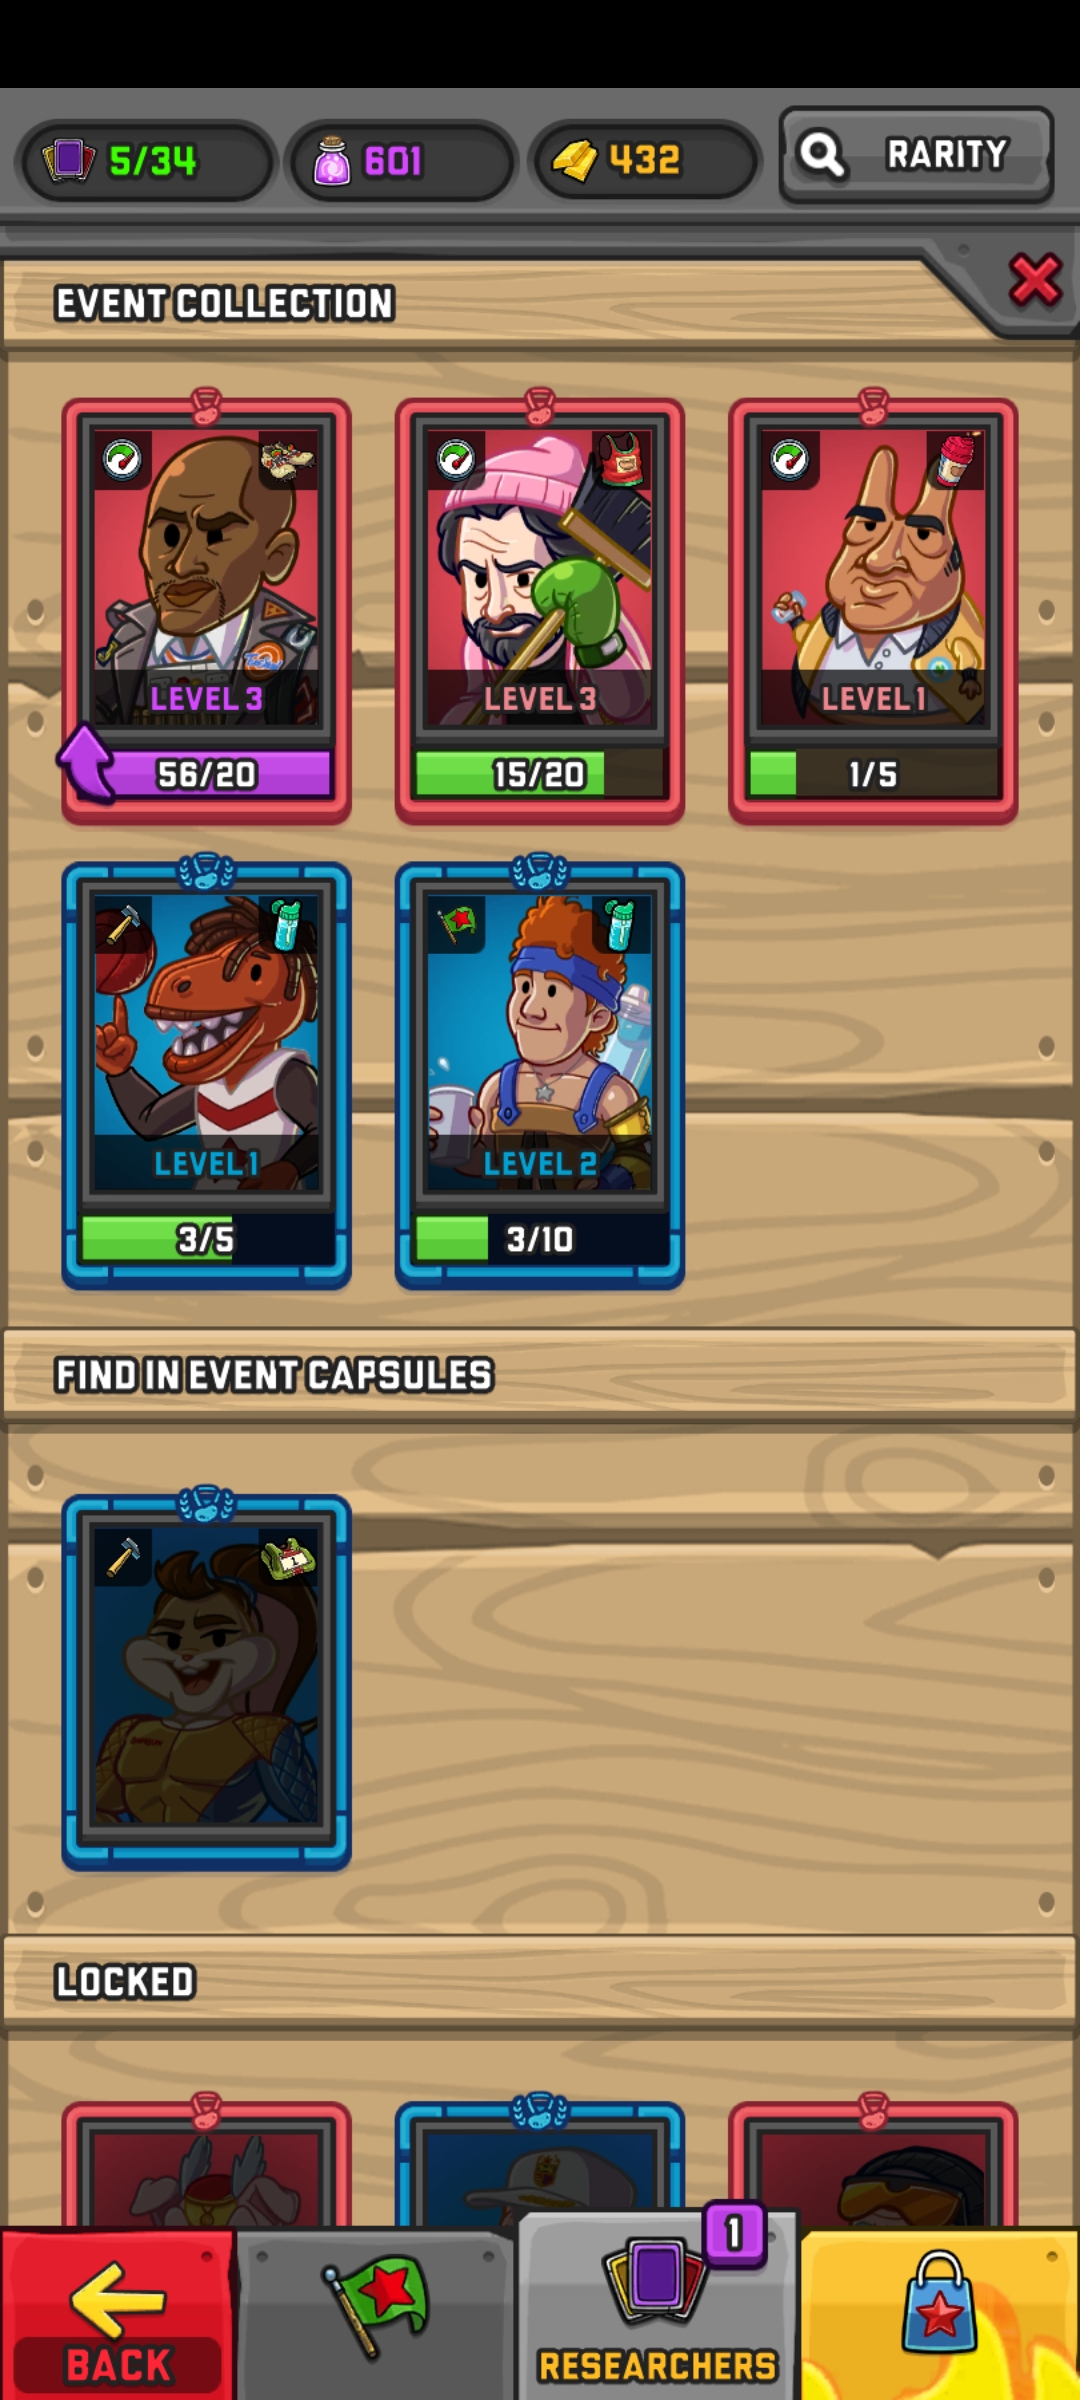 5/34
601
432
RARITY
EVENT COLLECTION
LEVEL 3
LEVEL 3
LEVEL 1
56/20
15/20
1/5
LEVEL 1
LEVEL 2
3/5
3/10
FIND IN EVENT CAPSULES
1
LOCKED
1
BACK
RESEARCHERS